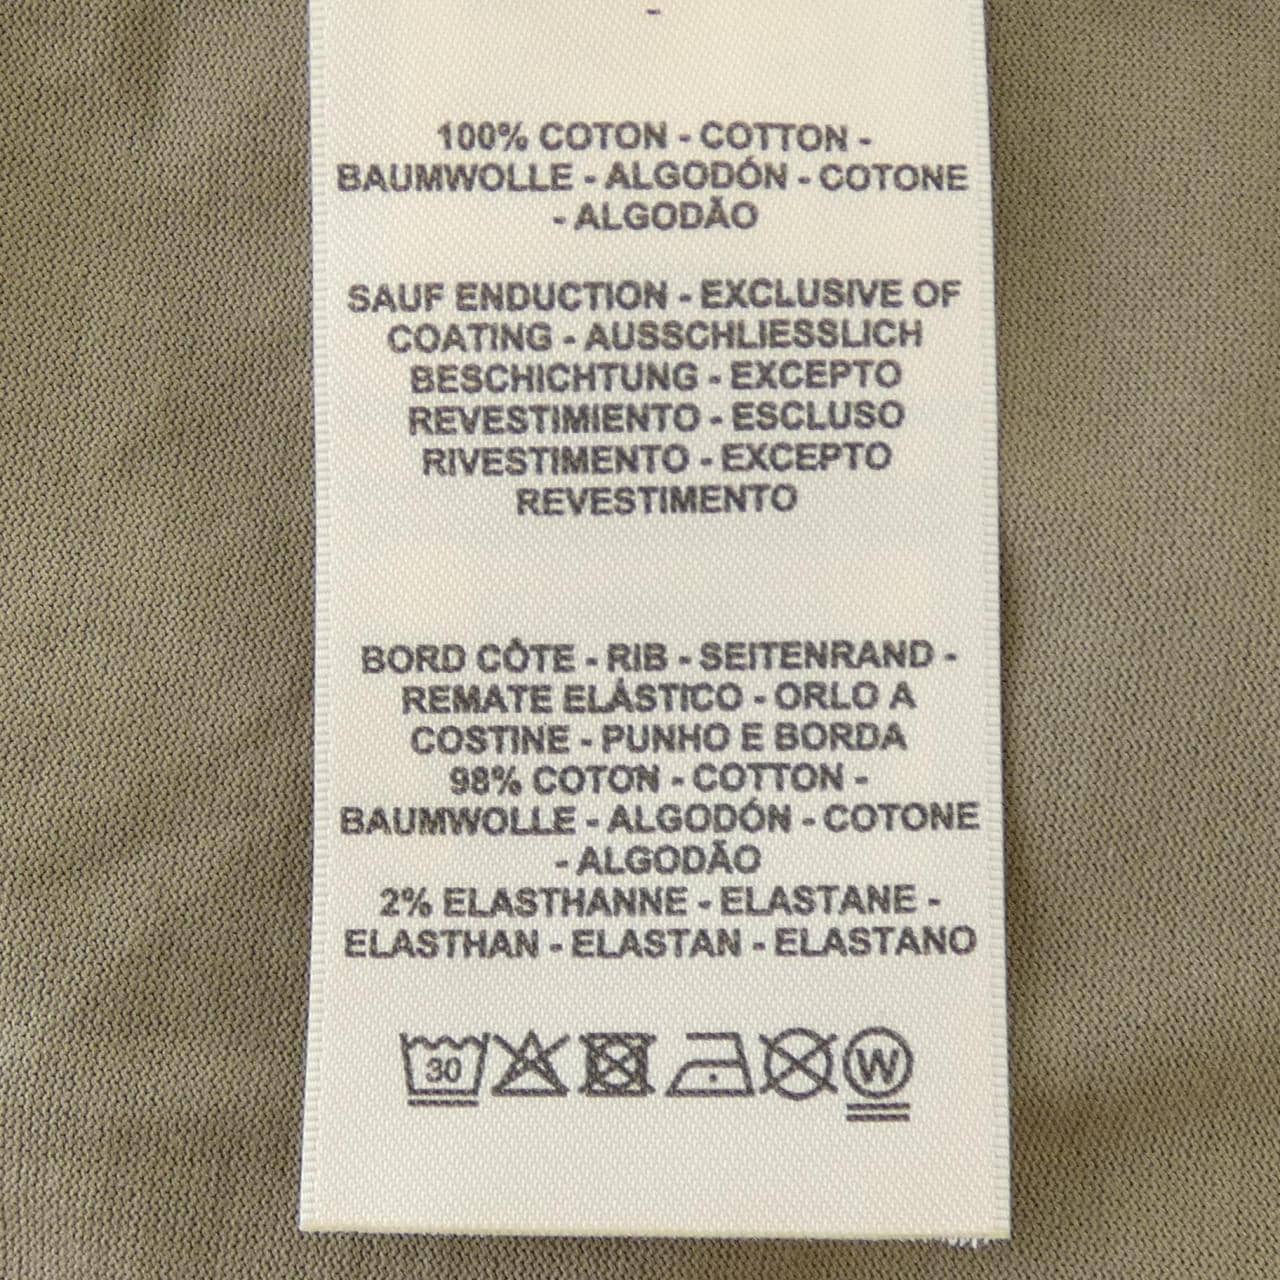 100% COTON - COTTON -
BAUMWOLLE - ALGODÓN - COTONE
- ALGODÃO
SAUF ENDUCTION - EXCLUSIVE OF
COATING - AUSSCHLIESSLICH
BESCHICHTUNG - EXCEPTO
REVESTIMIENTO - ESCLUSO
RIVESTIMENTO - EXCEPTO
REVESTIMENTO
BORD CÔTE - RIB - SEITENRAND -
REMATE ELÁSTICO - ORLO A
COSTINE - PUNHO E BORDA
98% COTON - COTTON -
BAUMWOLLE - ALGODÓN - COTONE
- ALGODÃO
2% ELASTHANNE - ELASTANE -
ELASTHAN - ELASTAN - ELASTANO
30 W